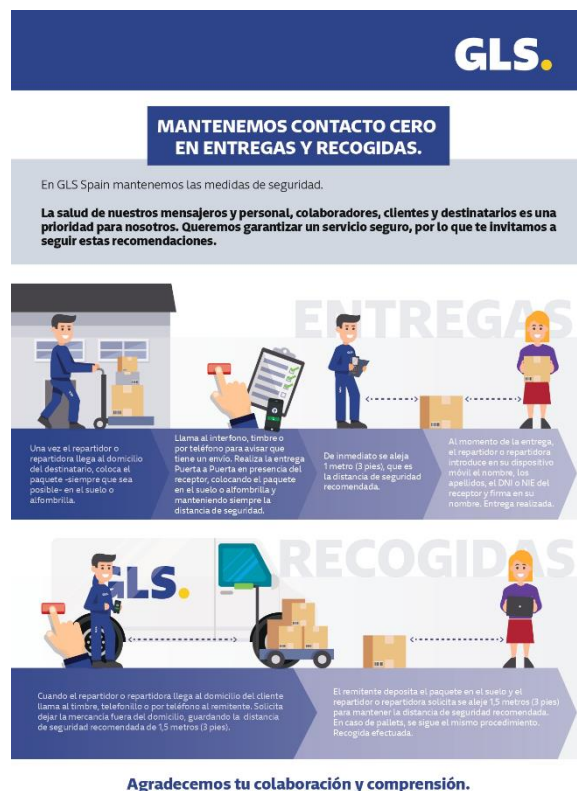 GLS.
MANTENEMOS CONTACTO CERO
EN ENTREGAS Y RECOGIDAS.
En GLS Spain mantenemos las medidas de seguridad.
La salud de nuestros mensajeros y personal, colaboradores, clientes y destinatarios es una
prioridad para nosotros. Queremos garantizar un servicio seguro, por lo que te invitamos a
seguir estas recomendaciones.
ENTREGAS
Una vez el repartidor o
repartidora llega al domicilio
del destinatario, coloca el
paquete -siempre que sea
posible- en el suelo o
alfombrilla.
Llama al interfono, timbre o
por teléfono para avisar que
tiene un envío. Realiza la entrega
Puerta a Puerta en presencia del
receptor, colocando el paquete
en el suelo o alfombrilla y
manteniendo siempre la
distancia de seguridad.
De inmediato se aleja
1 metro (3 pies), que es
la distancia de seguridad
recomendada.
Al momento de la entrega,
el repartidor o repartidora
introduce en su dispositivo
móvil el nombre, los
apellidos, el DNI o NIE del
receptor y firma en su
nombre. Entrega realizada.
RECOGIDAS
GLS.
Cuando el repartidor o repartidora llega al domicilio del cliente
llama al timbre, telefonillo o por teléfono al remitente. Solicita
dejar la mercancía fuera del domicilio, guardando la distancia
de seguridad recomendada de 1,5 metros (3 pies).
El remitente deposita el paquete en el suelo y el
repartidor o repartidora solicita se aleje 1,5 metros (3 pies)
para mantener la distancia de seguridad recomendada.
En caso de pallets, se sigue el mismo procedimiento.
Recogida efectuada.
Agradecemos tu colaboración y comprensión.